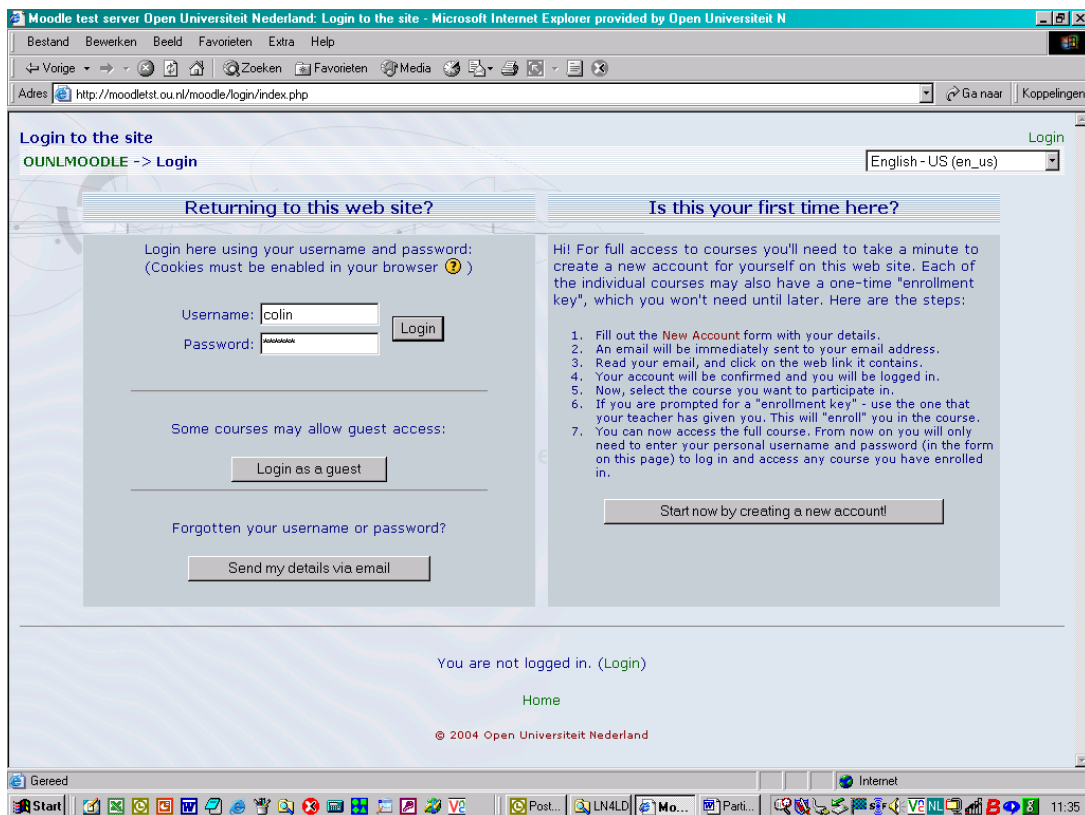 Moodle test server Open Universiteit Nederland: Login to the site - Microsoft Internet Explorer provided by Open Universiteit N
Bestand Bewerken Beeld Favorieten Extra Help
Vorige Zoeken Favorieten Media
Adres http://moodletst.ou.nl/moodle/login/index.php Ga naar Koppelingen
Login to the site Login
OUNLMOODLE -> Login English - US (en_us)
Returning to this web site?
Login here using your username and password:
(Cookies must be enabled in your browser ? )
Username: colin
Password: ******
Login
Some courses may allow guest access:
Login as a guest
Forgotten your username or password?
Send my details via email
Is this your first time here?
Hi! For full access to courses you'll need to take a minute to
create a new account for yourself on this web site. Each of
the individual courses may also have a one-time "enrollment
key", which you won't need until later. Here are the steps:
1. Fill out the New Account form with your details.
2. An email will be immediately sent to your email address.
3. Read your email, and click on the web link it contains.
4. Your account will be confirmed and you will be logged in.
5. Now, select the course you want to participate in.
6. If you are prompted for a "enrollment key" - use the one that
your teacher has given you. This will "enroll" you in the course.
7. You can now access the full course. From now on you will only
need to enter your personal username and password (in the form
on this page) to log in and access any course you have enrolled
in.
Start now by creating a new account!
You are not logged in. (Login)
Home
© 2004 Open Universiteit Nederland
Gereed Internet
Start Post... LN4LD Mo... Parti... NL 11:35